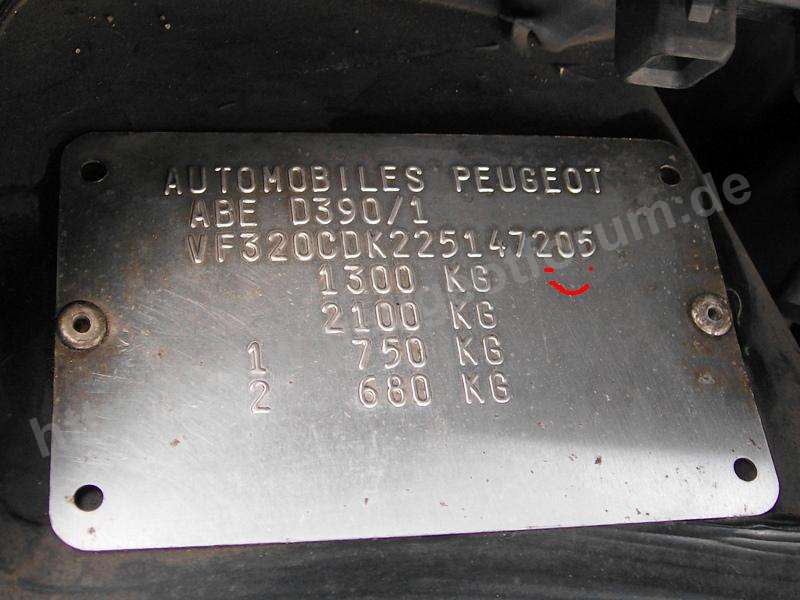 AUTOMOBILES PEUGEOT
ABE D390/1
VF320CDK225147205
1300 KG
2100 KG
1 750 KG
2 680 KG